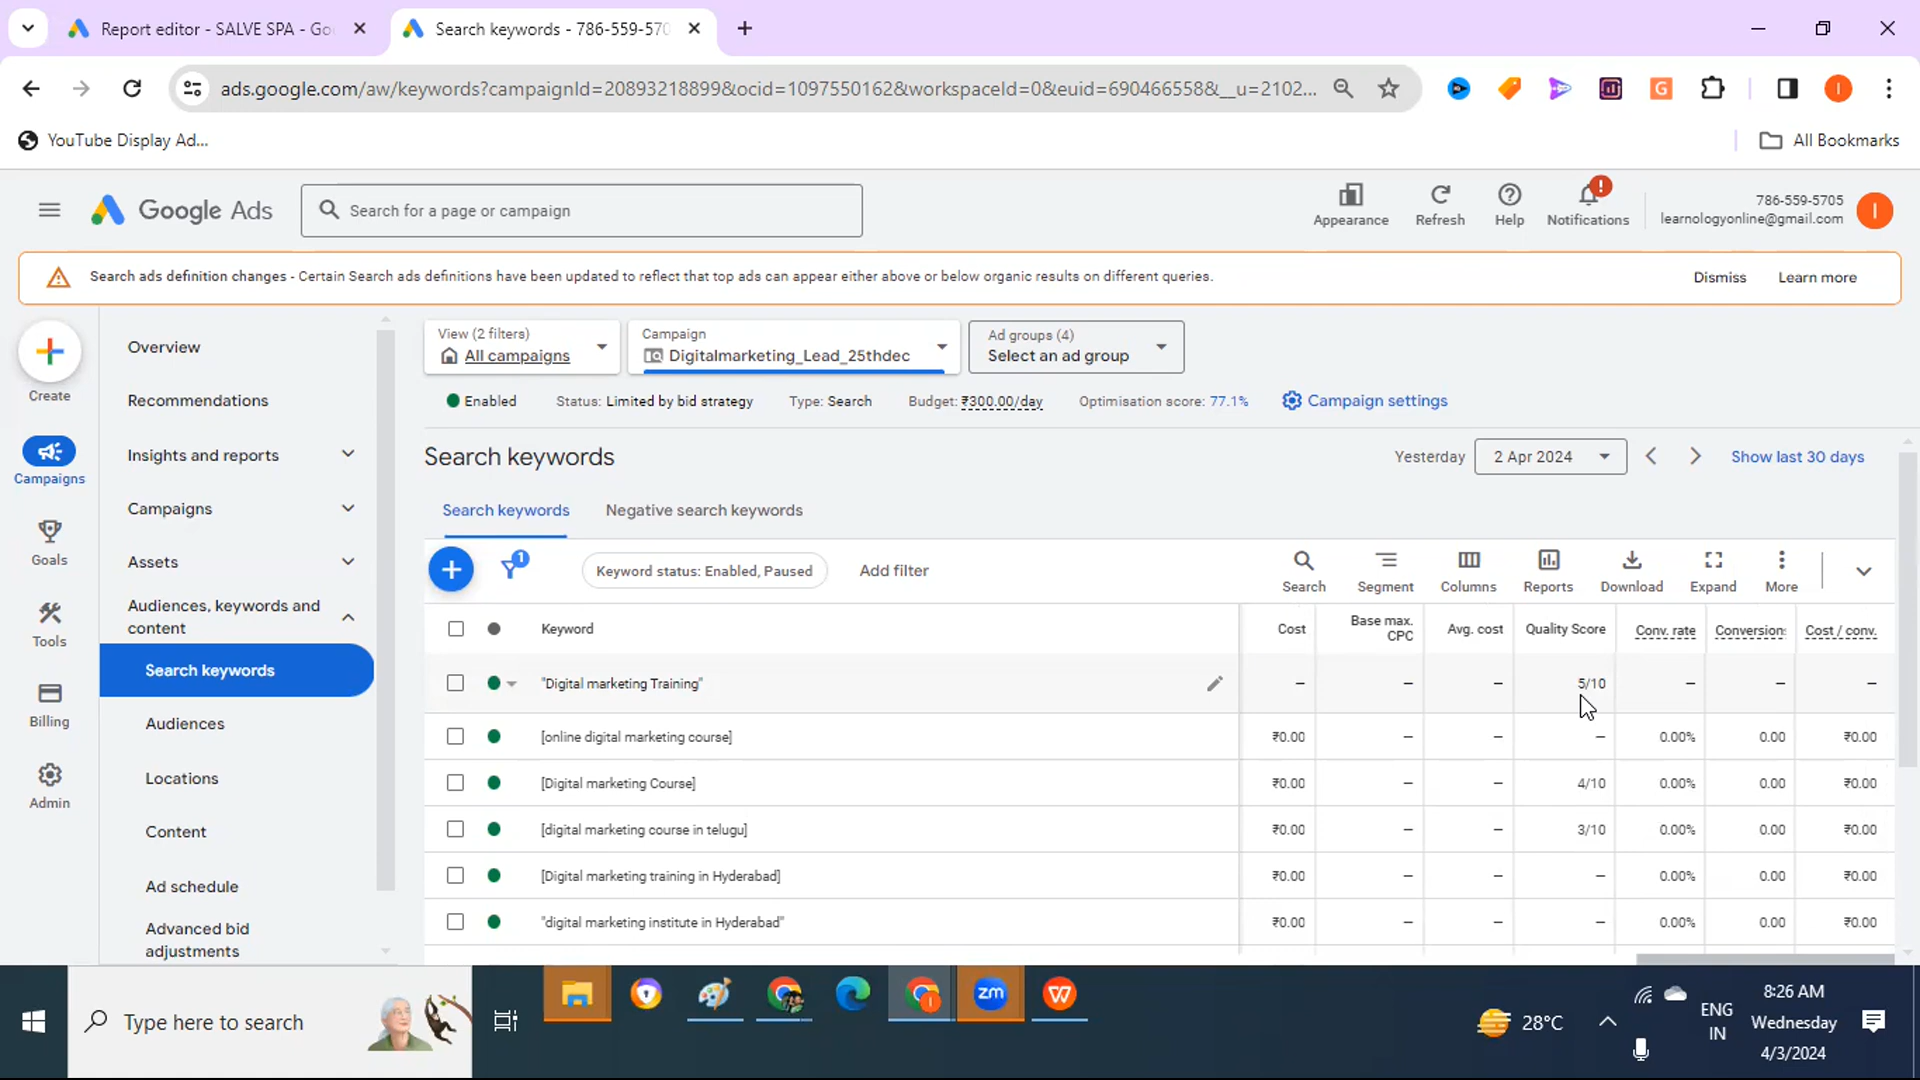 Report editor - SALVE SPA - Go
Search keywords - 786-559-570
ads.google.com/aw/keywords?campaignId=20893218899&ocid=1097550162&workspaceId=0&euid=690466558&__u=2102...
YouTube Display Ad...
All Bookmarks
Google Ads
Search for a page or campaign
Appearance
Refresh
Help
Notifications
786-559-5705
learnologyonline@gmail.com
I
Search ads definition changes - Certain Search ads definitions have been updated to reflect that top ads can appear either above or below organic results on different queries.
Dismiss
Learn more
Create
Campaigns
Goals
Tools
Billing
Admin
Overview
Recommendations
Insights and reports
Campaigns
Assets
Audiences, keywords and content
Search keywords
Audiences
Locations
Content
Ad schedule
Advanced bid adjustments
View (2 filters)
All campaigns
Campaign
Digitalmarketing_Lead_25thdec
Ad groups (4)
Select an ad group
Enabled
Status: Limited by bid strategy
Type: Search
Budget: ₹300.00/day
Optimisation score: 77.1%
Campaign settings
Search keywords
Yesterday
2 Apr 2024
Show last 30 days
Search keywords
Negative search keywords
1
Keyword status: Enabled, Paused
Add filter
Search
Segment
Columns
Reports
Download
Expand
More
Keyword Cost Base max. CPC Avg. cost Quality Score Conv. rate Conversions Cost / conv.
"Digital marketing Training" – – – 5/10 – – –
[online digital marketing course] ₹0.00 – – – 0.00% 0.00 ₹0.00
[Digital marketing Course] ₹0.00 – – 4/10 0.00% 0.00 ₹0.00
[digital marketing course in telugu] ₹0.00 – – 3/10 0.00% 0.00 ₹0.00
[Digital marketing training in Hyderabad] ₹0.00 – – – 0.00% 0.00 ₹0.00
"digital marketing institute in Hyderabad" ₹0.00 – – – 0.00% 0.00 ₹0.00
Type here to search
zm
28°C
ENG
IN
8:26 AM
Wednesday
4/3/2024